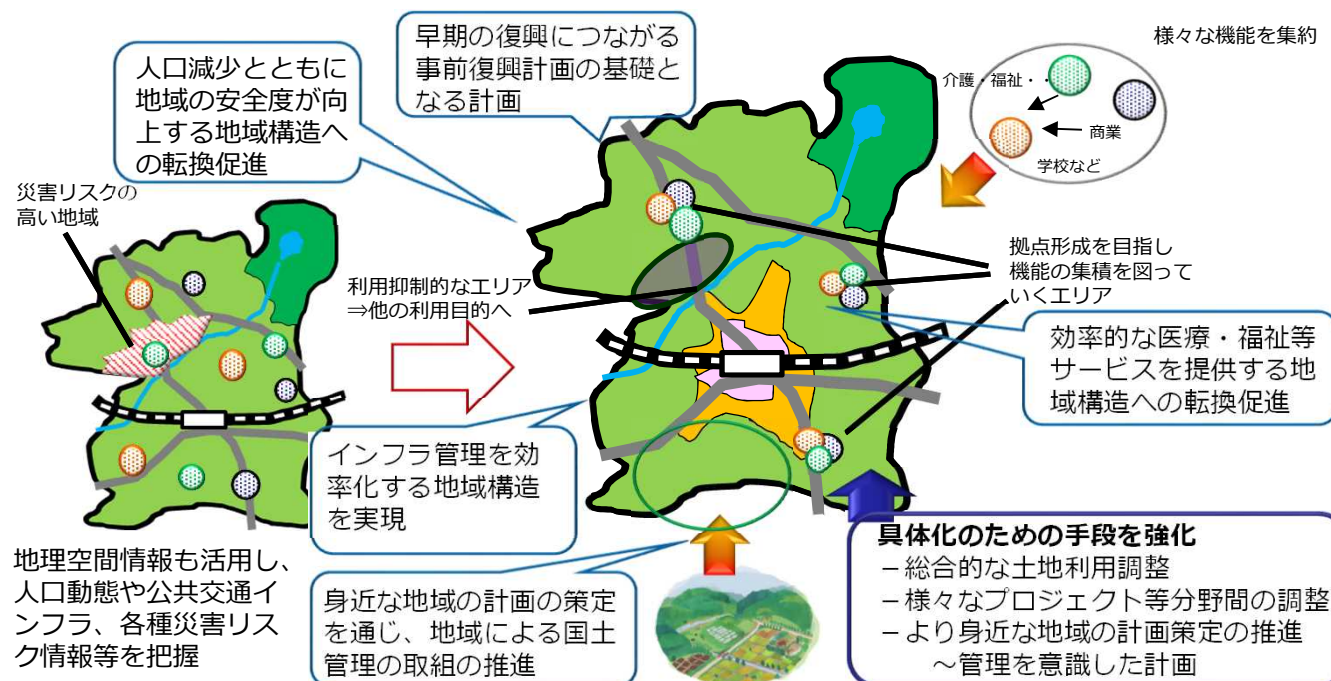 人口減少とともに
地域の安全度が向
上する地域構造へ
の転換促進
早期の復興につながる
事前復興計画の基礎と
なる計画
様々な機能を集約
介護・福祉・・
商業
学校など
災害リスクの
高い地域
利用抑制的なエリア
⇒他の利用目的へ
拠点形成を目指し
機能の集積を図って
いくエリア
効率的な医療・福祉等
サービスを提供する地
域構造への転換促進
インフラ管理を効
率化する地域構造
を実現
地理空間情報も活用し、
人口動態や公共交通イ
ンフラ、各種災害リス
ク情報等を把握
身近な地域の計画の策定
を通じ、地域による国土
管理の取組の推進
具体化のための手段を強化
－総合的な土地利用調整
－様々なプロジェクト等分野間の調整
－より身近な地域の計画策定の推進
～管理を意識した計画